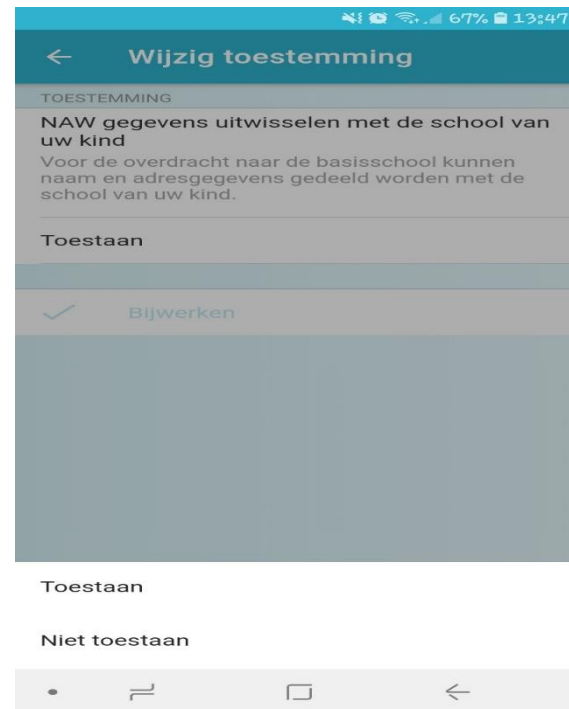 67% 13:47
Wijzig toestemming
TOESTEMMING
NAW gegevens uitwisselen met de school van
uw kind
Voor de overdracht naar de basisschool kunnen
naam en adresgegevens gedeeld worden met de
school van uw kind.
Toestaan
Bijwerken
Toestaan
Niet toestaan